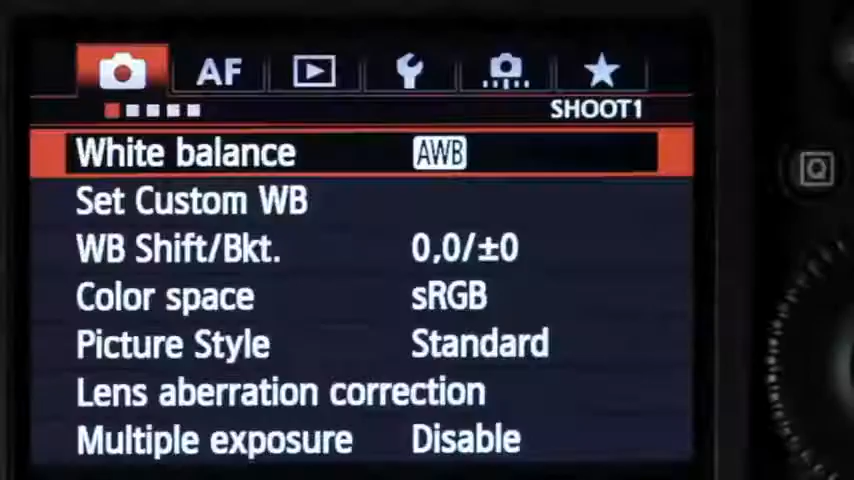 AF
SHOOT1
White balance AWB
Set Custom WB
WB Shift/Bkt. 0,0/±0
Color space sRGB
Picture Style Standard
Lens aberration correction
Multiple exposure Disable
Q